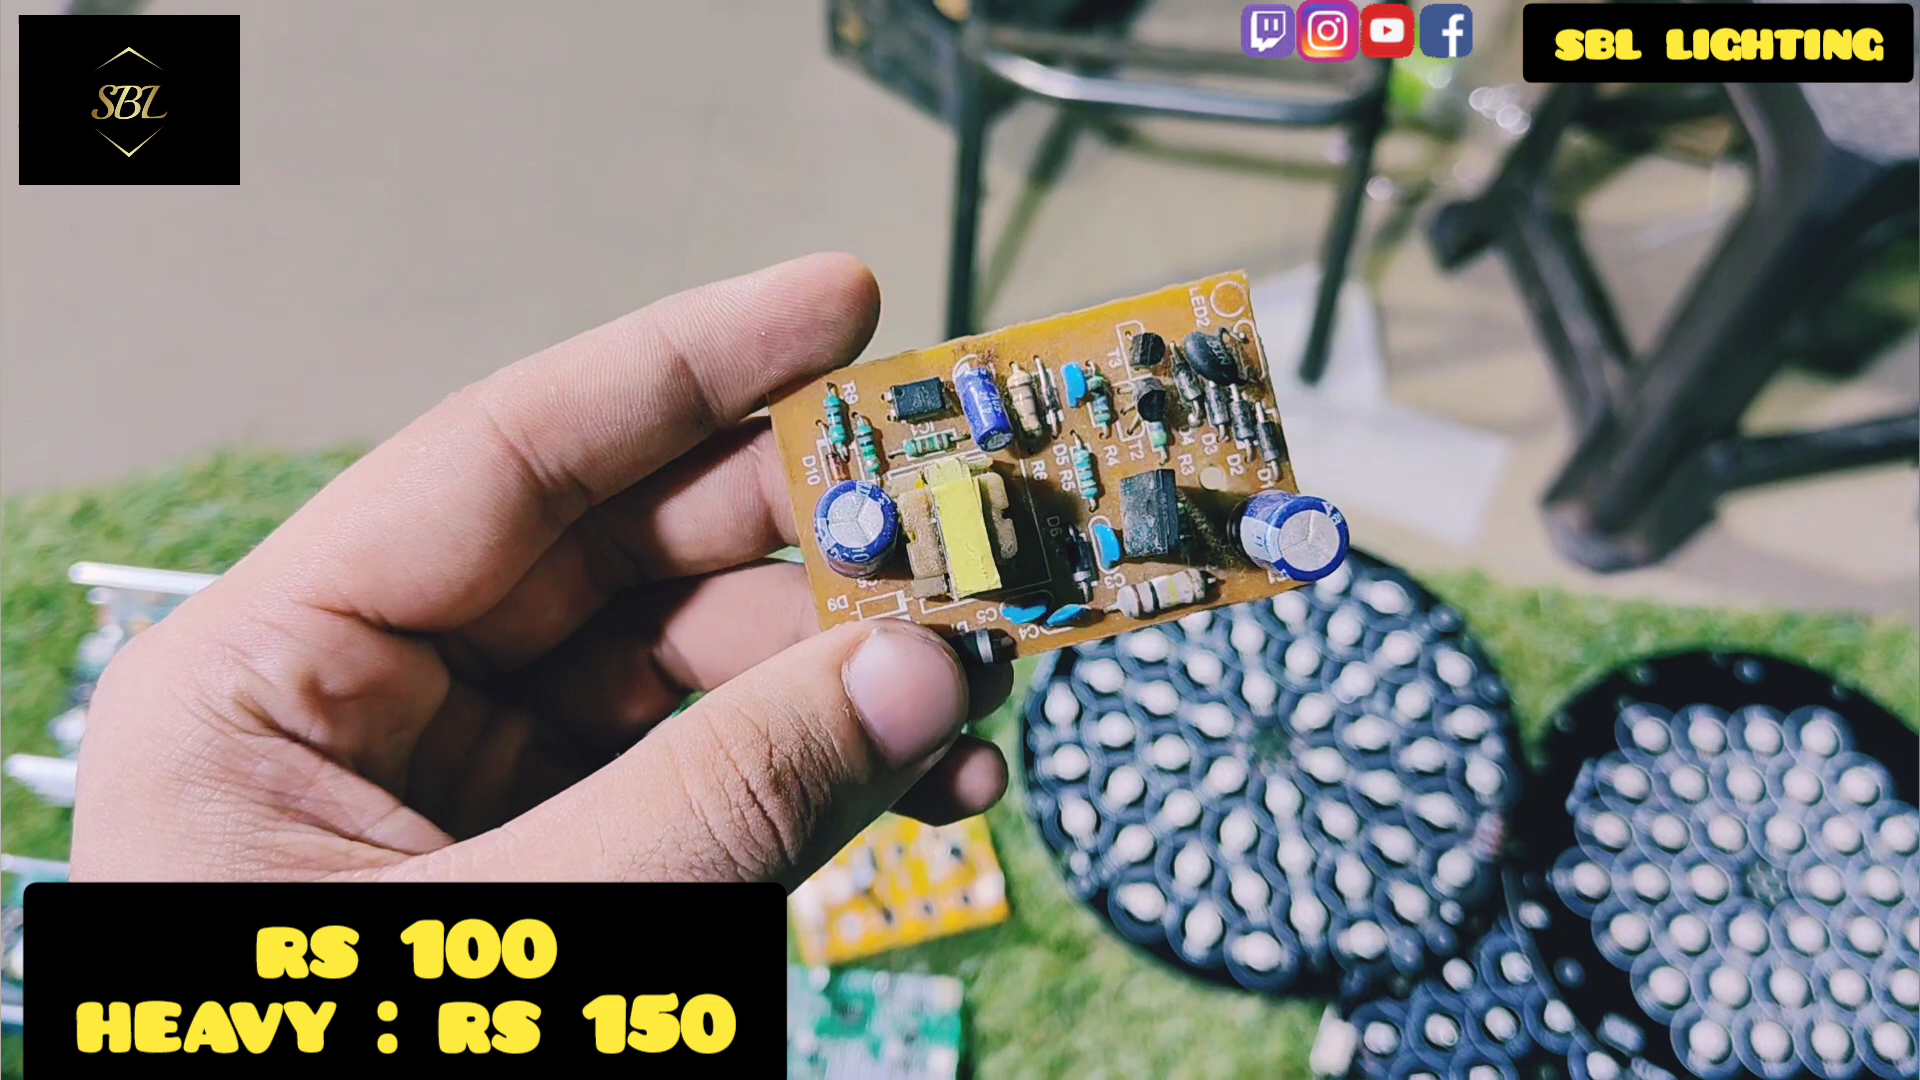 SBL
SBL LIGHTING
LED2
T3
R9
D10
R6
D5
R5
R4
T2
R3
D3
D2
D1
D6
C3
D9
C5
C4
RS 100
HEAVY : RS 150